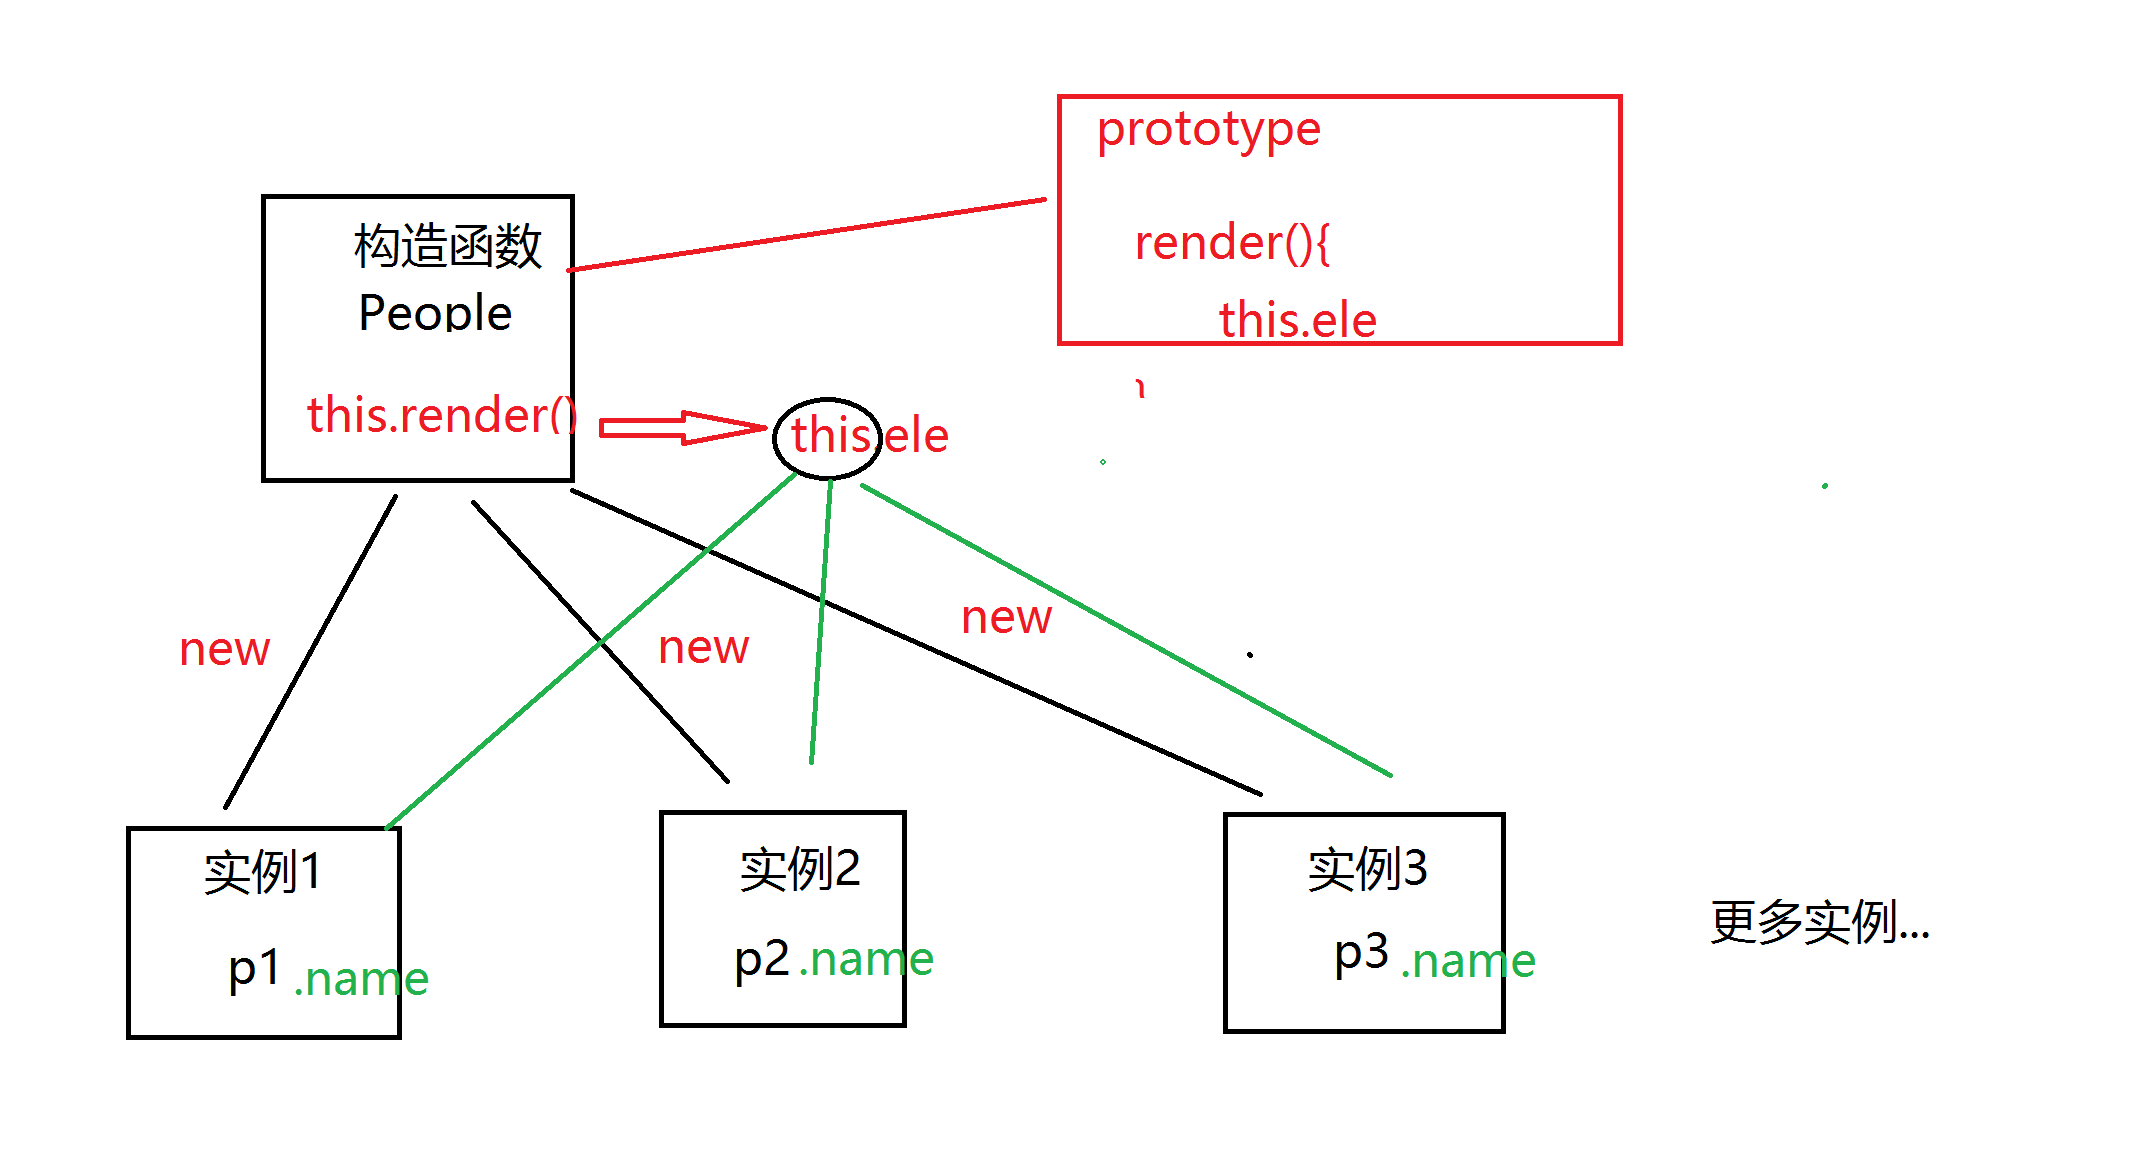 prototype
render(){
this.ele
构造函数
People
this.render()
this.ele
new
new
new
实例1
p1 .name
实例2
p2 .name
实例3
p3 .name
更多实例...